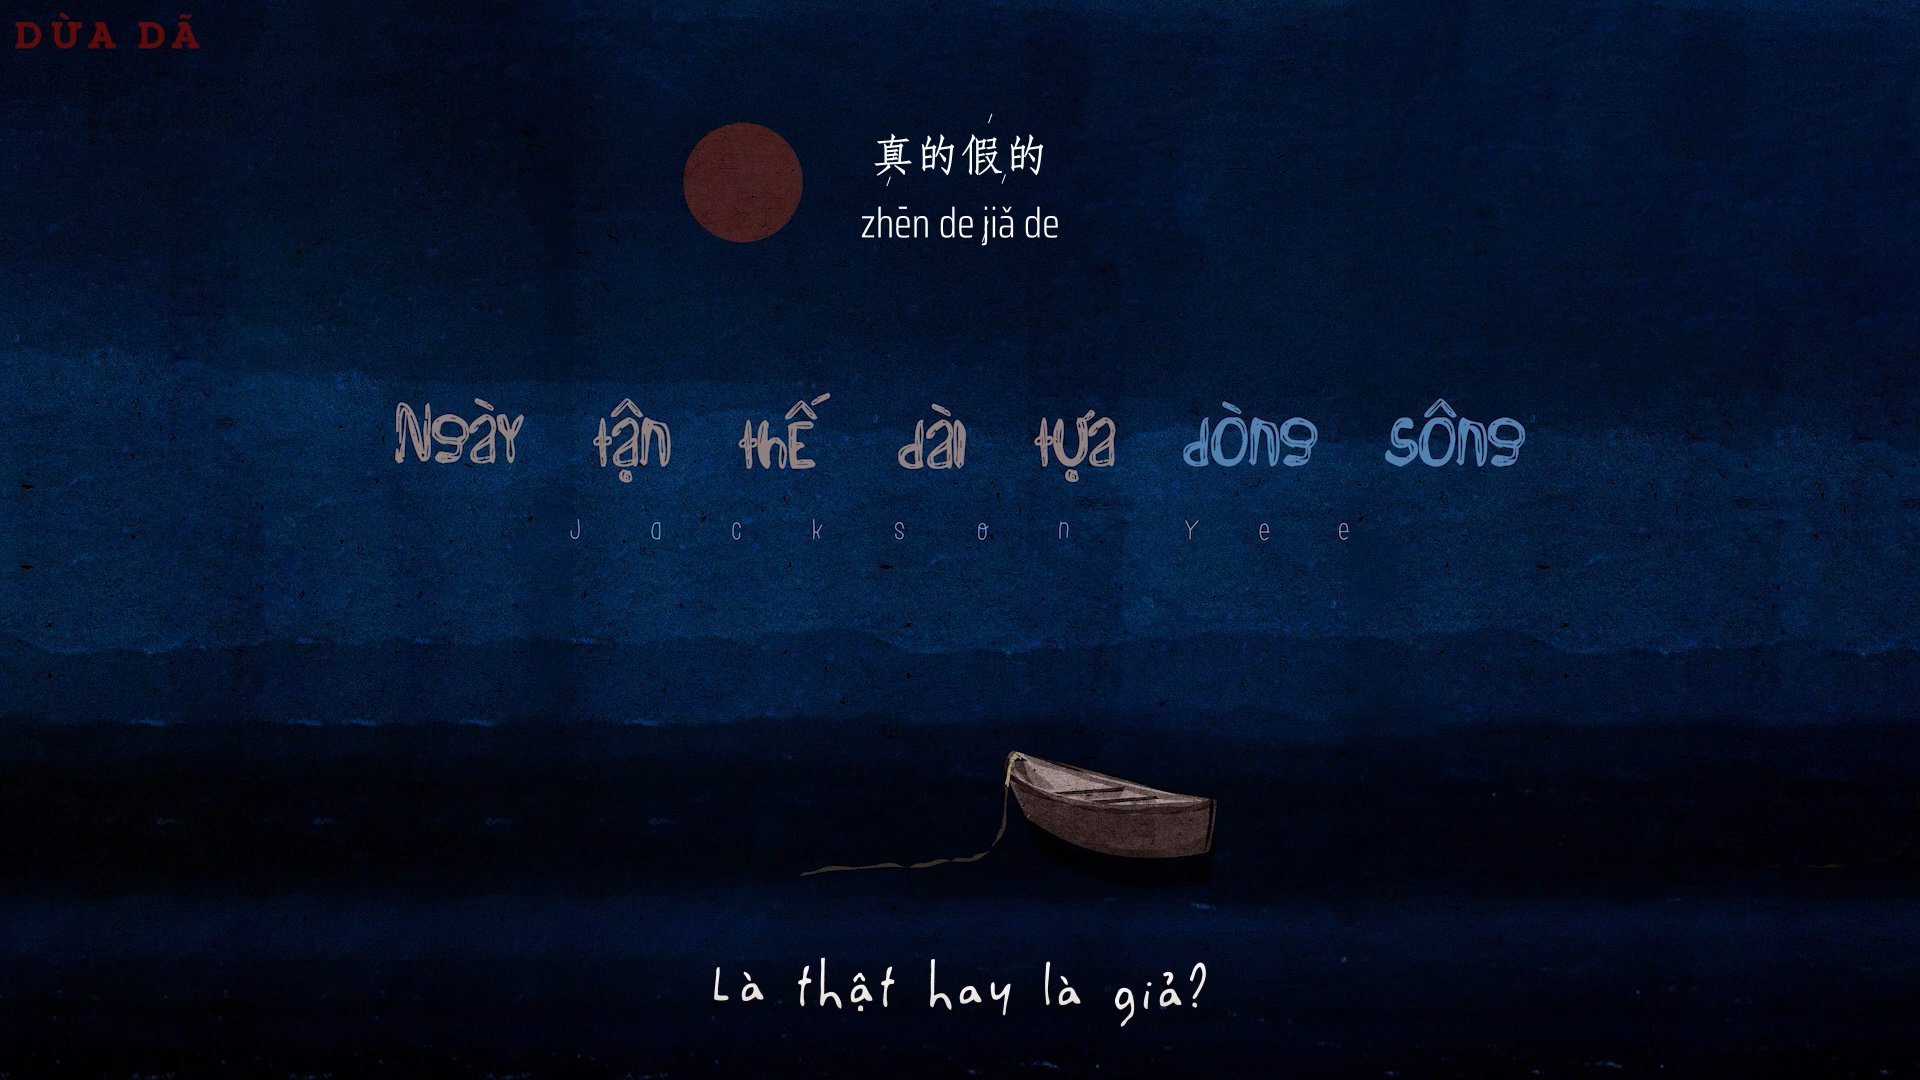 DỪA DÃ
真的假的
zhēn de jiǎ de
Ngày tận thế dài tựa dòng sông
Jackson Yee
Là thật hay là giả?